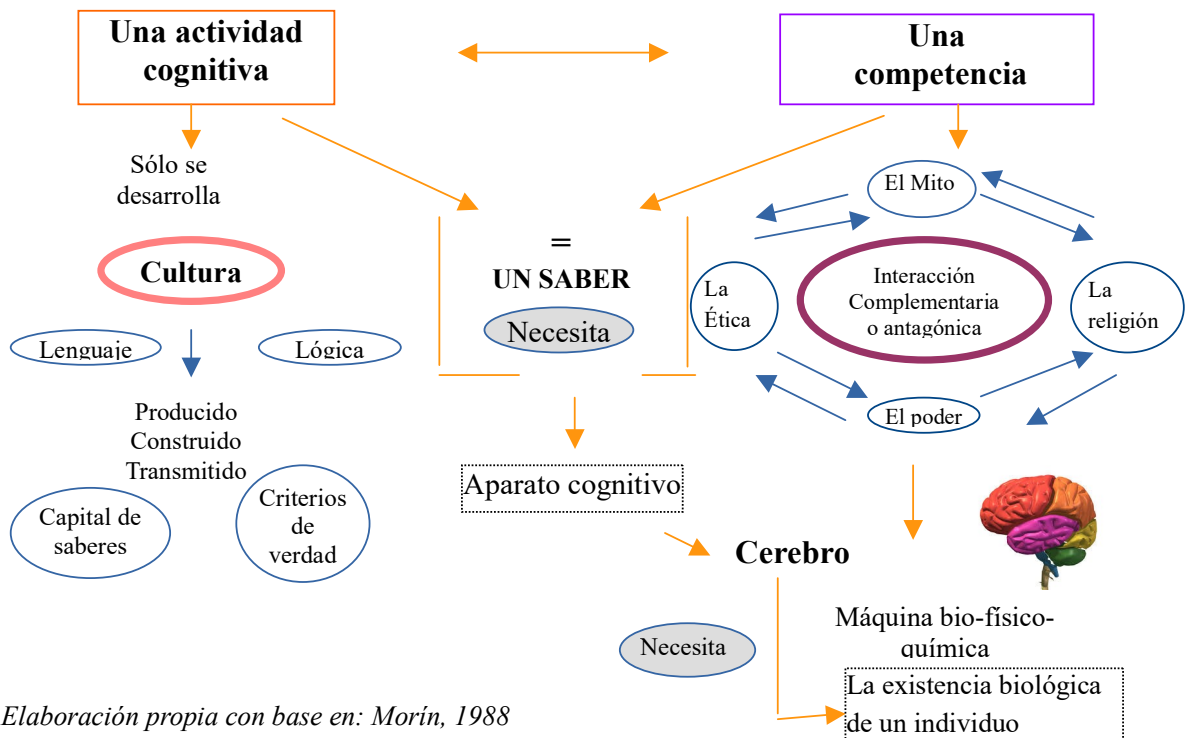 Una actividad
cognitiva
Una
competencia
Sólo se
desarrolla
El Mito
Cultura
=
UN SABER
Necesita
La
Ética
Interacción
Complementaria
o antagónica
La
religión
Lenguaje
Lógica
Producido
Construido
Transmitido
El poder
Capital de
saberes
Criterios
de
verdad
Aparato cognitivo
Cerebro
Necesita
Máquina bio-físico-
química
La existencia biológica
de un individuo
Elaboración propia con base en: Morín, 1988